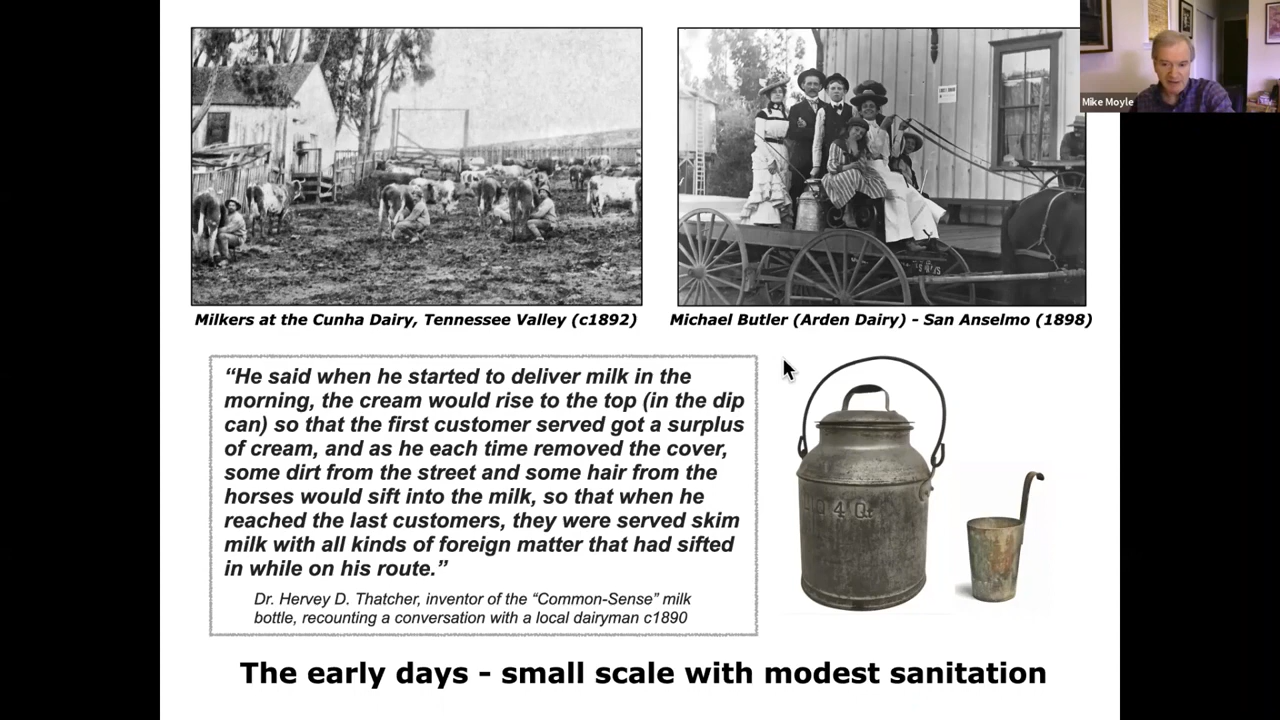 Mike Moyle
Milkers at the Cunha Dairy, Tennessee Valley (c1892)
Michael Butler (Arden Dairy) - San Anselmo (1898)
“He said when he started to deliver milk in the
morning, the cream would rise to the top (in the dip
can) so that the first customer served got a surplus
of cream, and as he each time removed the cover,
some dirt from the street and some hair from the
horses would sift into the milk, so that when he
reached the last customers, they were served skim
milk with all kinds of foreign matter that had sifted
in while on his route.”
Dr. Hervey D. Thatcher, inventor of the “Common-Sense” milk
bottle, recounting a conversation with a local dairyman c1890
The early days - small scale with modest sanitation